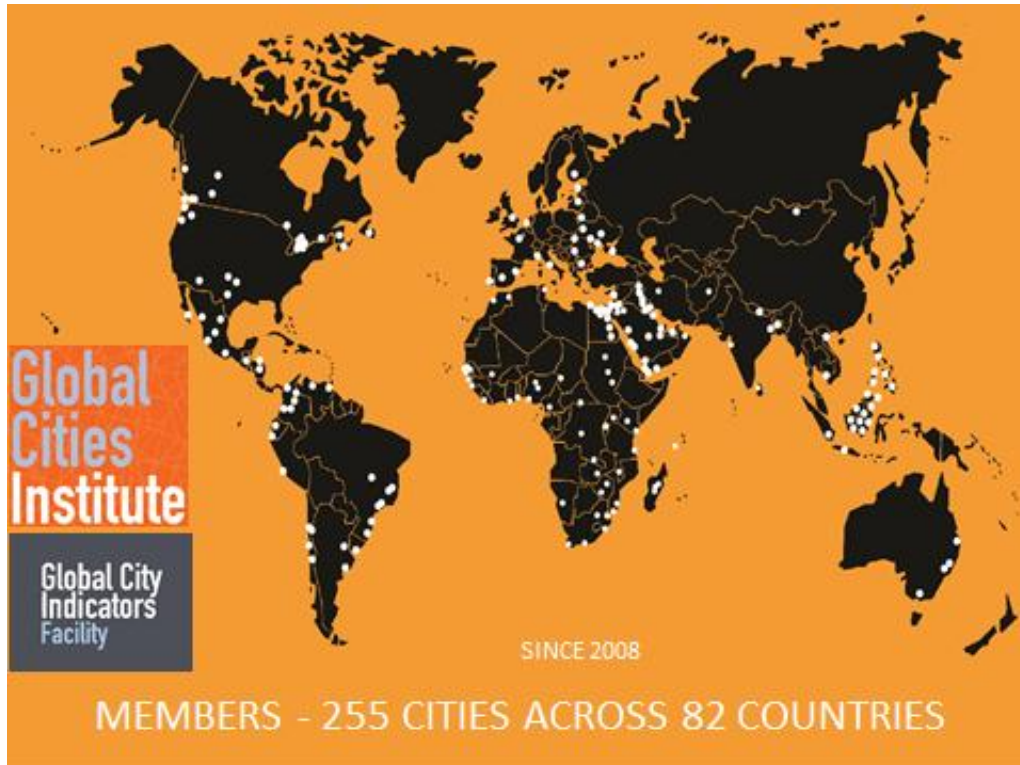 Global
Cities
Institute
Global City
Indicators
Facility
SINCE 2008
MEMBERS - 255 CITIES ACROSS 82 COUNTRIES